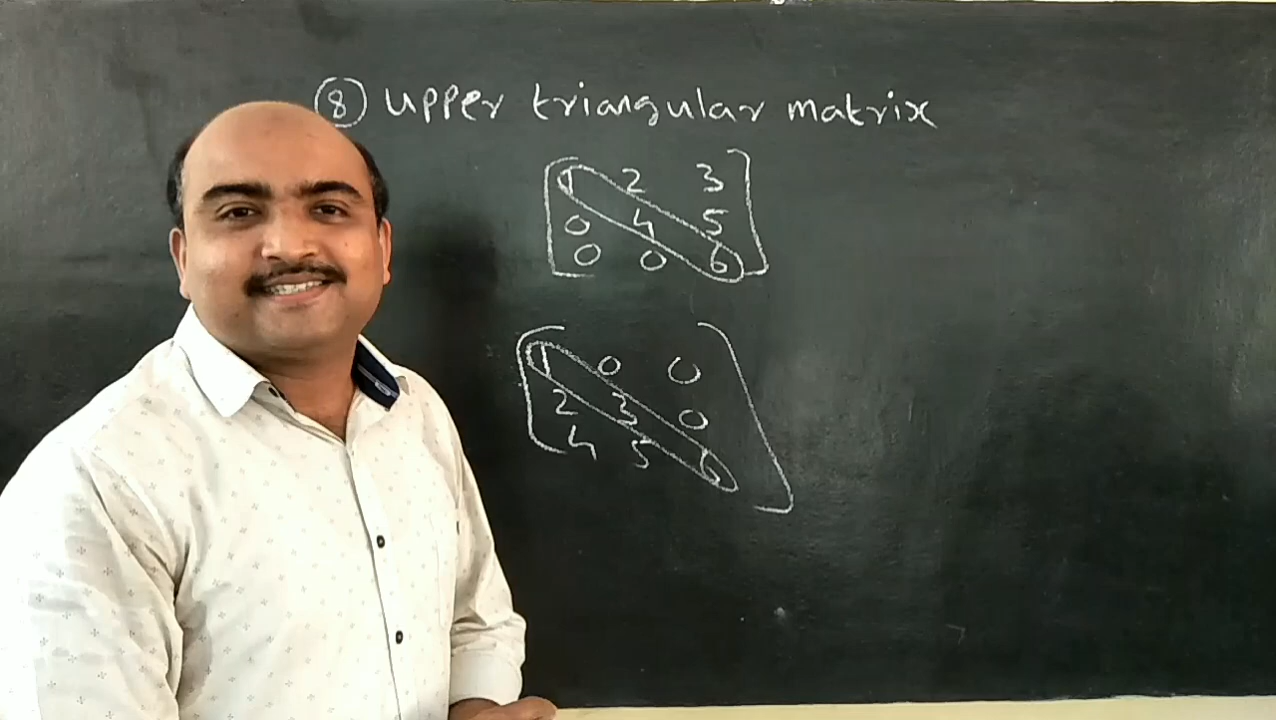 ⑧ upper triangular matrix
1 2 3
0 4 5
0 0 6
1 0 0
2 3 0
4 5 6